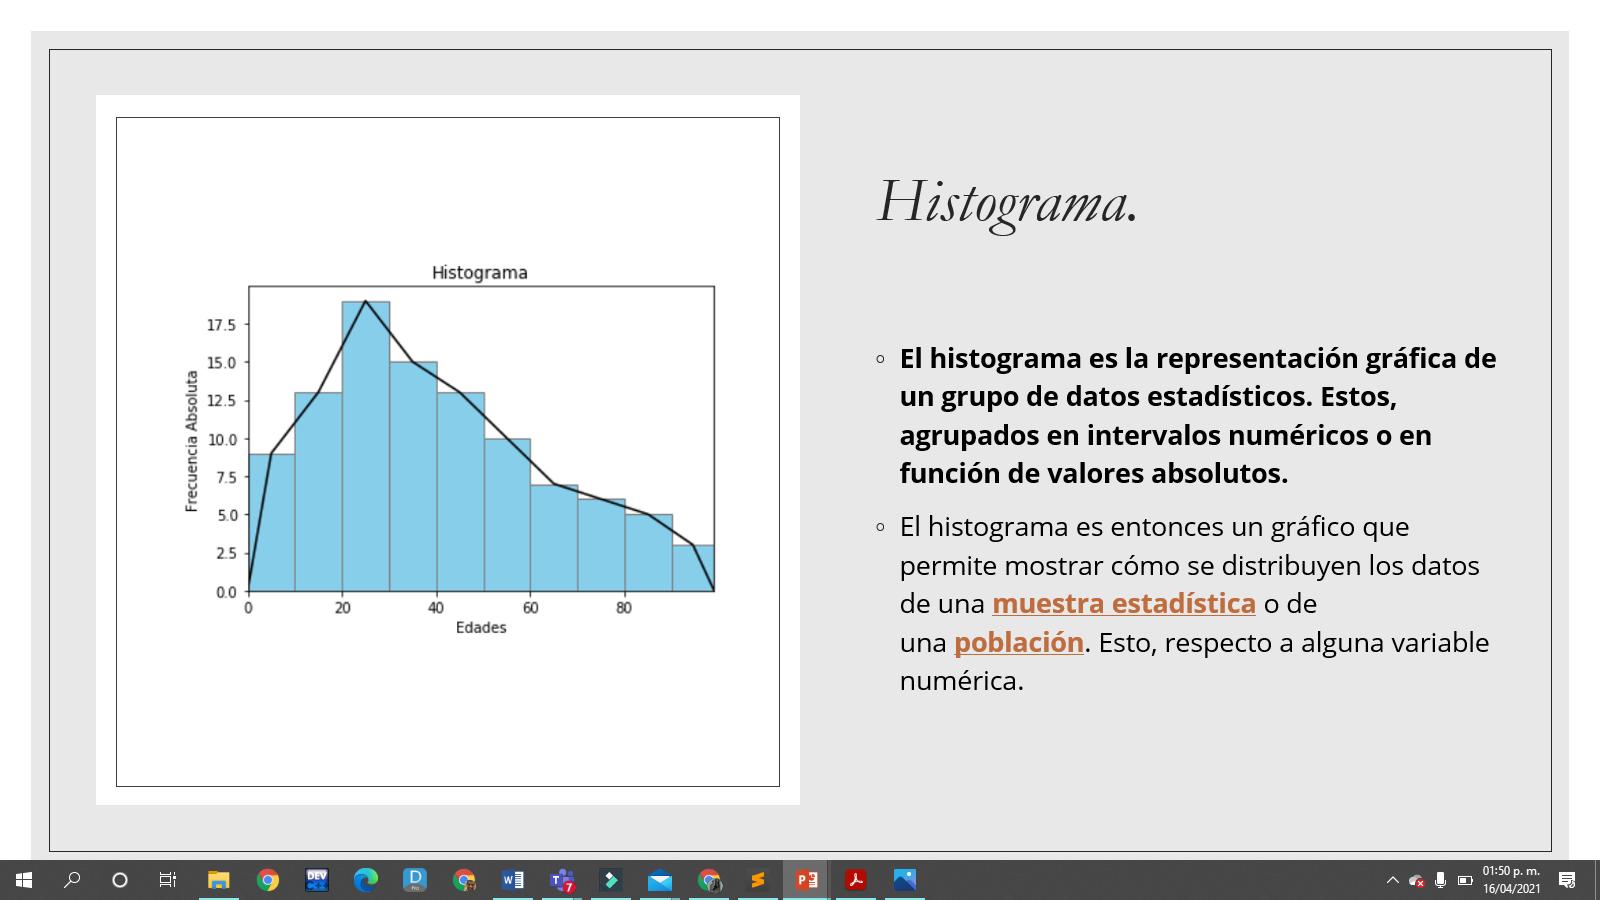 Histograma
17.5
15.0
12.5
10.0
7.5
5.0
2.5
0.0
Frecuencia Absoluta
0 20 40 60 80
Edades
Histograma.
El histograma es la representación gráfica de
un grupo de datos estadísticos. Estos,
agrupados en intervalos numéricos o en
función de valores absolutos.
El histograma es entonces un gráfico que
permite mostrar cómo se distribuyen los datos
de una muestra estadística o de
una población. Esto, respecto a alguna variable
numérica.
DEV
C++
D
Pro
W
7
P
01:50 p. m.
16/04/2021